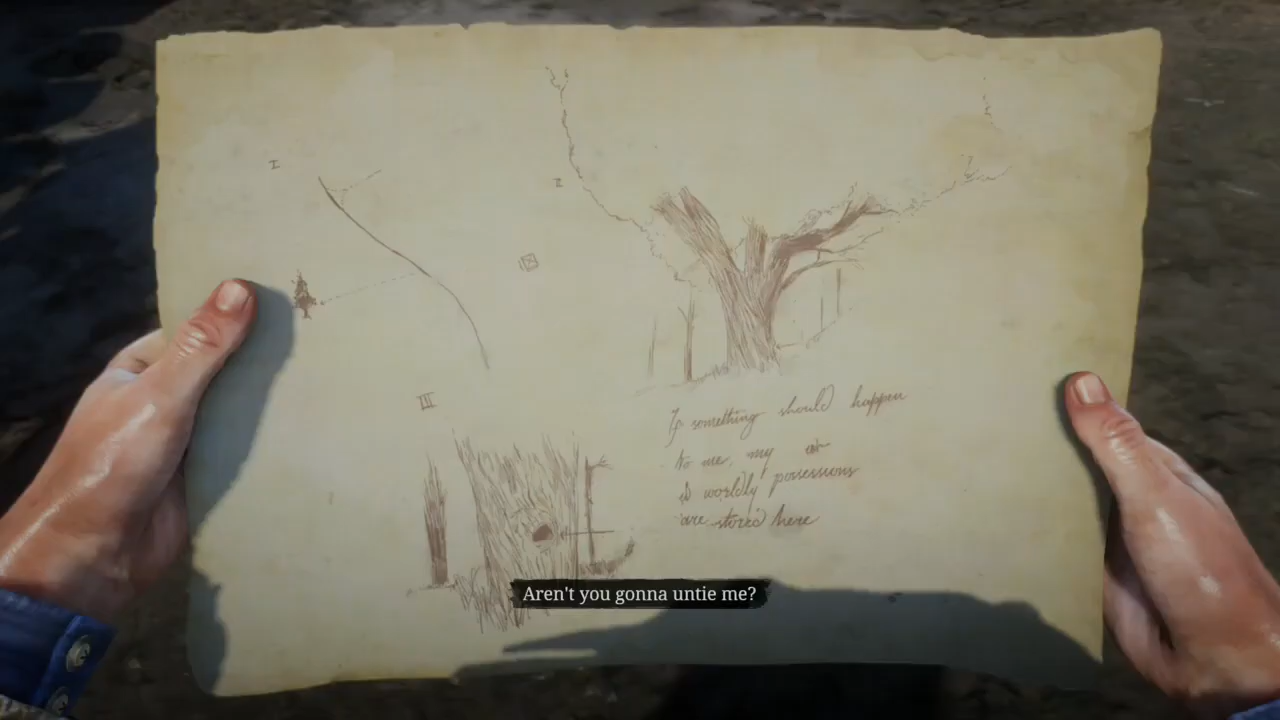 I
III
If something should happen
to me, my
worldly possessions
are stored here
Aren't you gonna untie me?